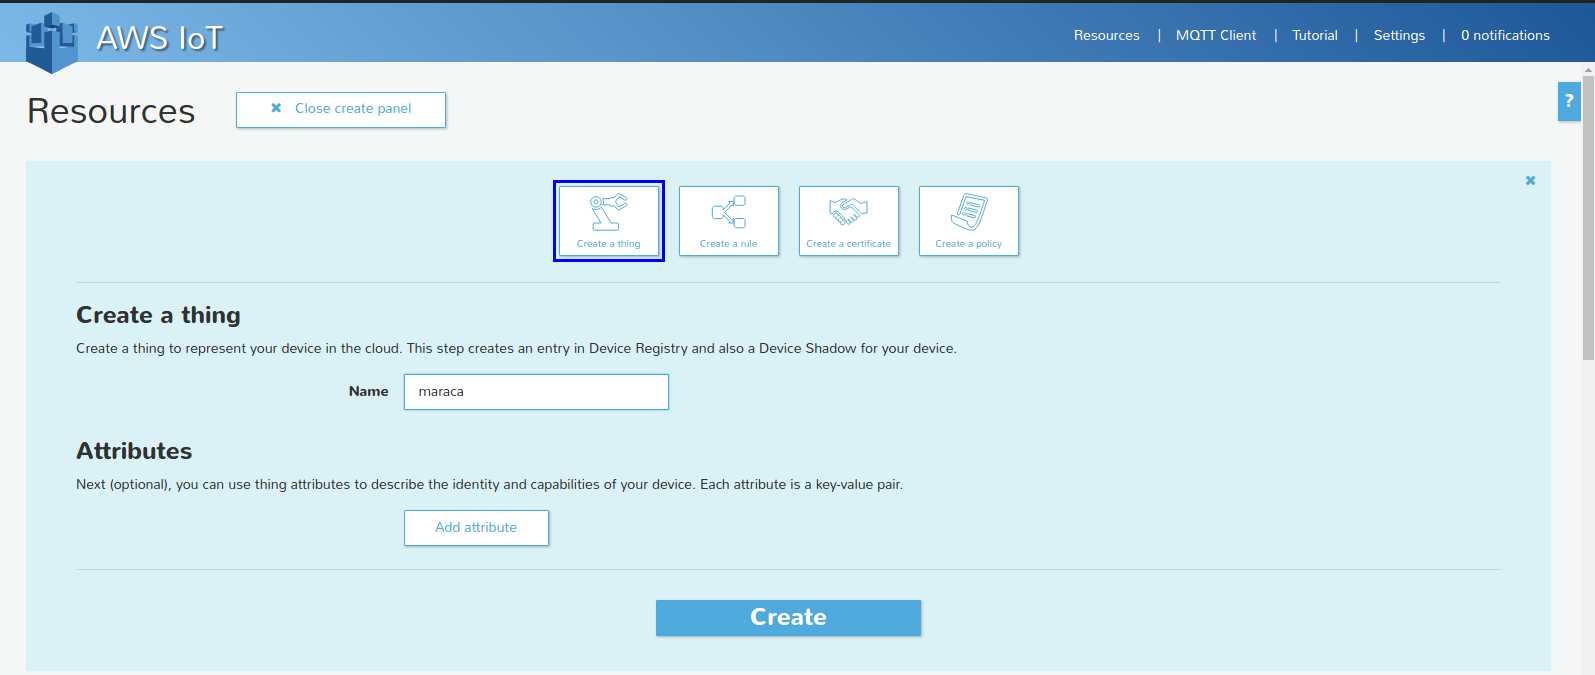 AWS IoT
Resources | MQTT Client | Tutorial | Settings | 0 notifications
Resources
✖ Close create panel
?
✖
Create a thing
Create a rule
Create a certificate
Create a policy
Create a thing
Create a thing to represent your device in the cloud. This step creates an entry in Device Registry and also a Device Shadow for your device.
Name maraca
Attributes
Next (optional), you can use thing attributes to describe the identity and capabilities of your device. Each attribute is a key-value pair.
Add attribute
Create